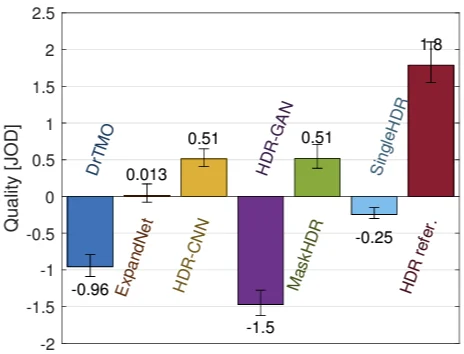 2.5
2
1.5
1
0.5
0
-0.5
-1
-1.5
-2
Quality [JOD]
DrTMO
-0.96
ExpandNet
0.013
HDR-CNN
0.51
HDR-GAN
-1.5
MaskHDR
0.51
SingleHDR
-0.25
HDR refer.
1.8